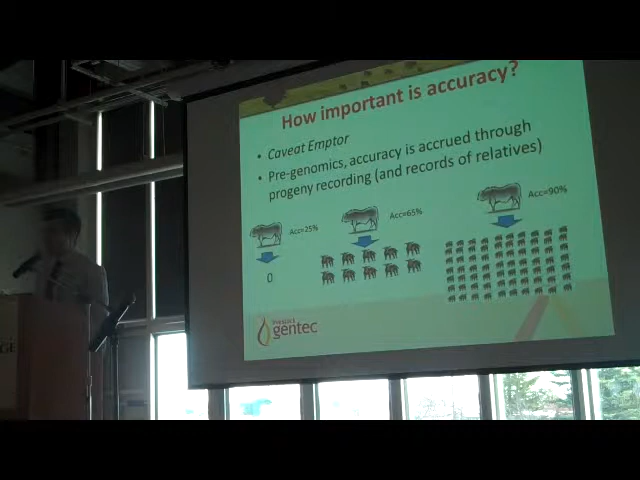 How important is accuracy?
• Caveat Emptor
• Pre-genomics, accuracy is accrued through
progeny recording (and records of relatives)
Acc=25%
Acc=65%
Acc=90%
0
gentec
GE